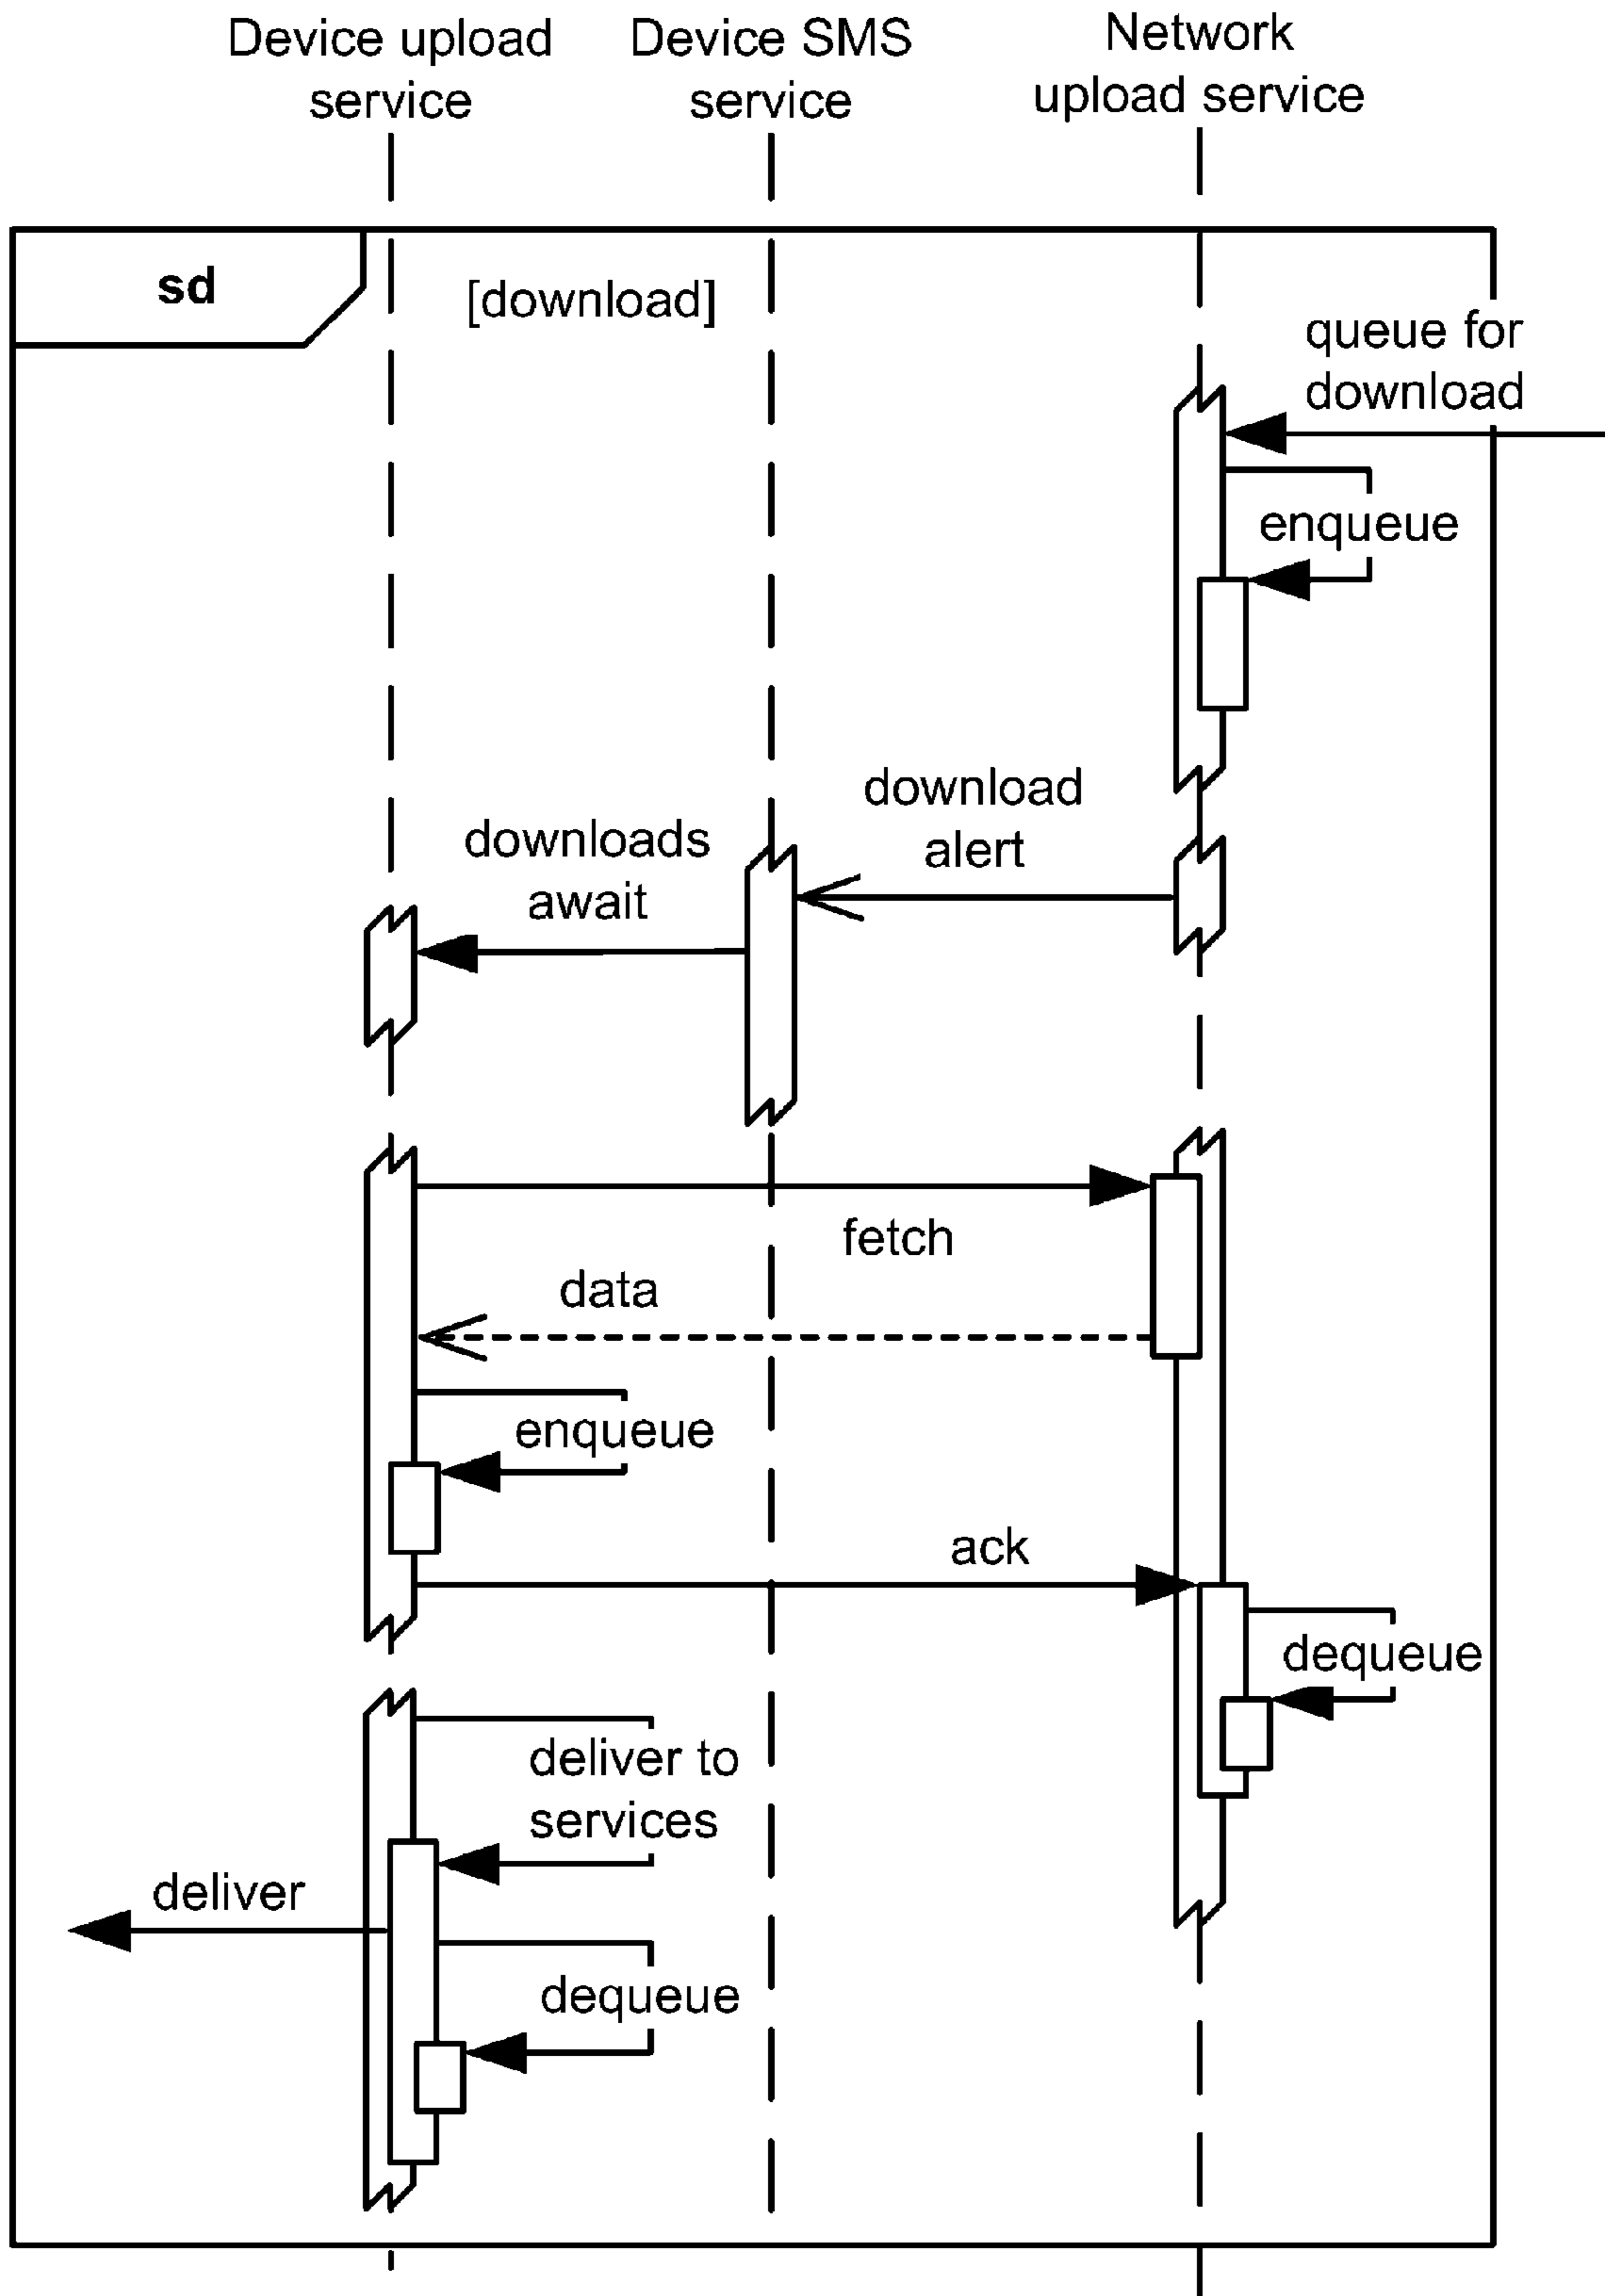 Device upload
service
Device SMS
service
Network
upload service
sd
[download]
queue for
download
enqueue
download
alert
downloads
await
fetch
data
enqueue
ack
dequeue
deliver to
services
deliver
dequeue